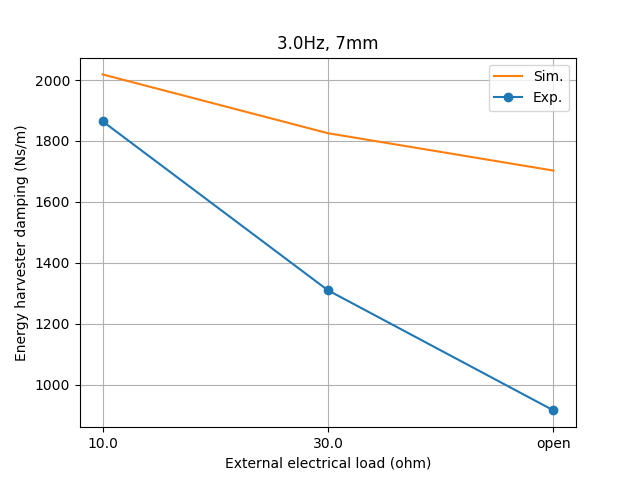 3.0Hz, 7mm
Sim.
Exp.
Energy harvester damping (Ns/m)
2000
1800
1600
1400
1200
1000
10.0
30.0
open
External electrical load (ohm)